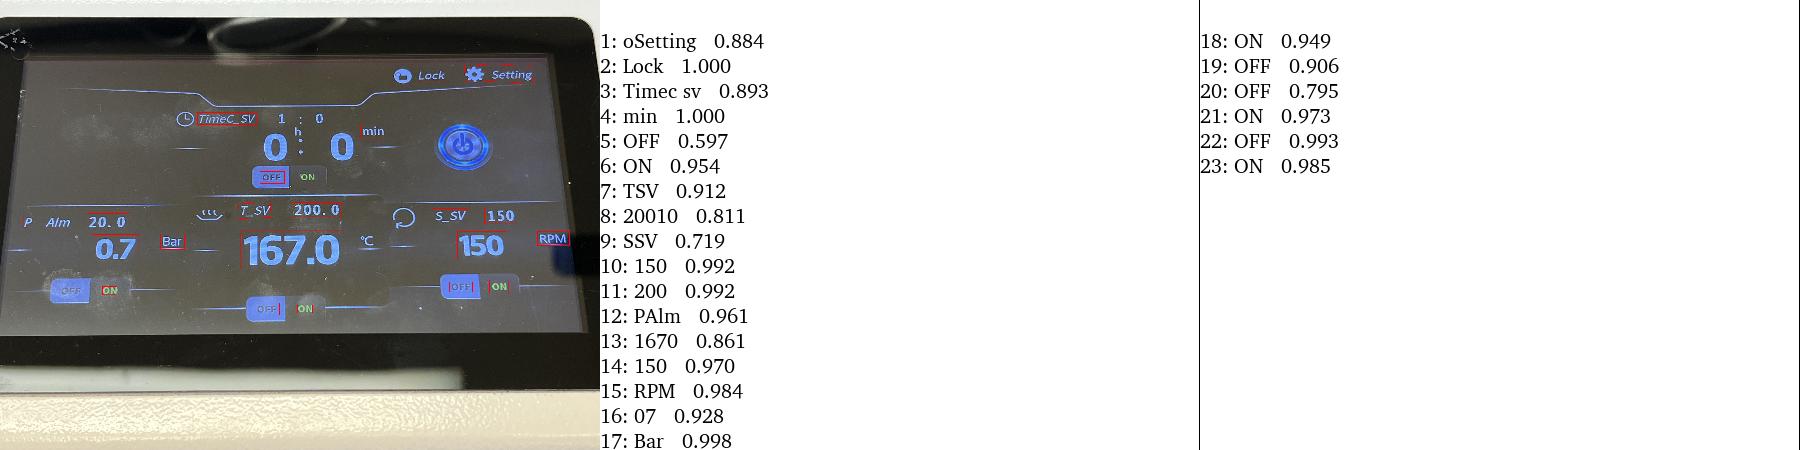 Lock Setting
TimeC_SV 1 : 0
h min
0 : 0
OFF ON
P Alm 20.0 T_SV 200.0 S_SV 150
0.7 Bar 167.0 °C 150 RPM
OFF ON OFF ON OFF ON
1: oSetting 0.884
2: Lock 1.000
3: Timec sv 0.893
4: min 1.000
5: OFF 0.597
6: ON 0.954
7: TSV 0.912
8: 20010 0.811
9: SSV 0.719
10: 150 0.992
11: 200 0.992
12: PAlm 0.961
13: 1670 0.861
14: 150 0.970
15: RPM 0.984
16: 07 0.928
17: Bar 0.998
18: ON 0.949
19: OFF 0.906
20: OFF 0.795
21: ON 0.973
22: OFF 0.993
23: ON 0.985